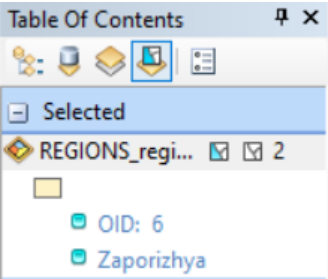 Table Of Contents
Selected
REGIONS_regi... 2
OID: 6
Zaporizhya